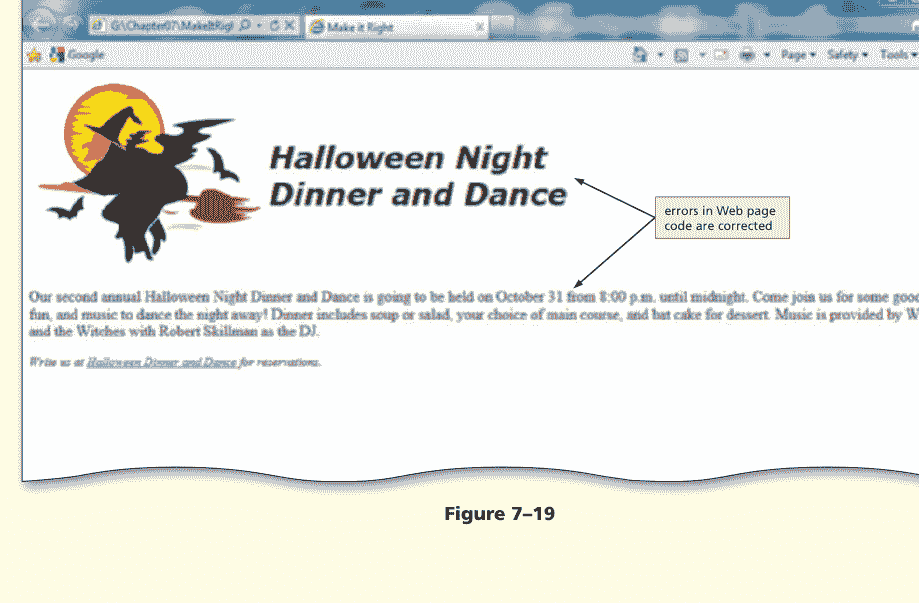 G:\Chapter07\MakeItRigl
Make it Right
Google
Page
Safety
Tools
Halloween Night
Dinner and Dance
errors in Web page
code are corrected
Our second annual Halloween Night Dinner and Dance is going to be held on October 31 from 8:00 p.m. until midnight. Come join us for some good
fun, and music to dance the night away! Dinner includes soup or salad, your choice of main course, and bat cake for dessert. Music is provided by W
and the Witches with Robert Skillman as the DJ.
Write us at Halloween Dinner and Dance for reservations.
Figure 7–19